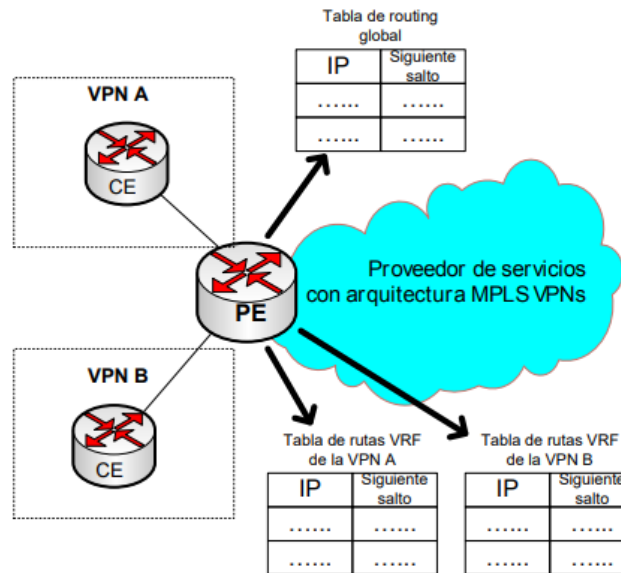 Tabla de routing
global
IP
Siguiente
salto
......
......
......
......
VPN A
CE
PE
Proveedor de servicios
con arquitectura MPLS VPNs
VPN B
CE
Tabla de rutas VRF
de la VPN A
IP
Siguiente
salto
......
......
......
......
Tabla de rutas VRF
de la VPN B
IP
Siguiente
salto
......
......
......
......